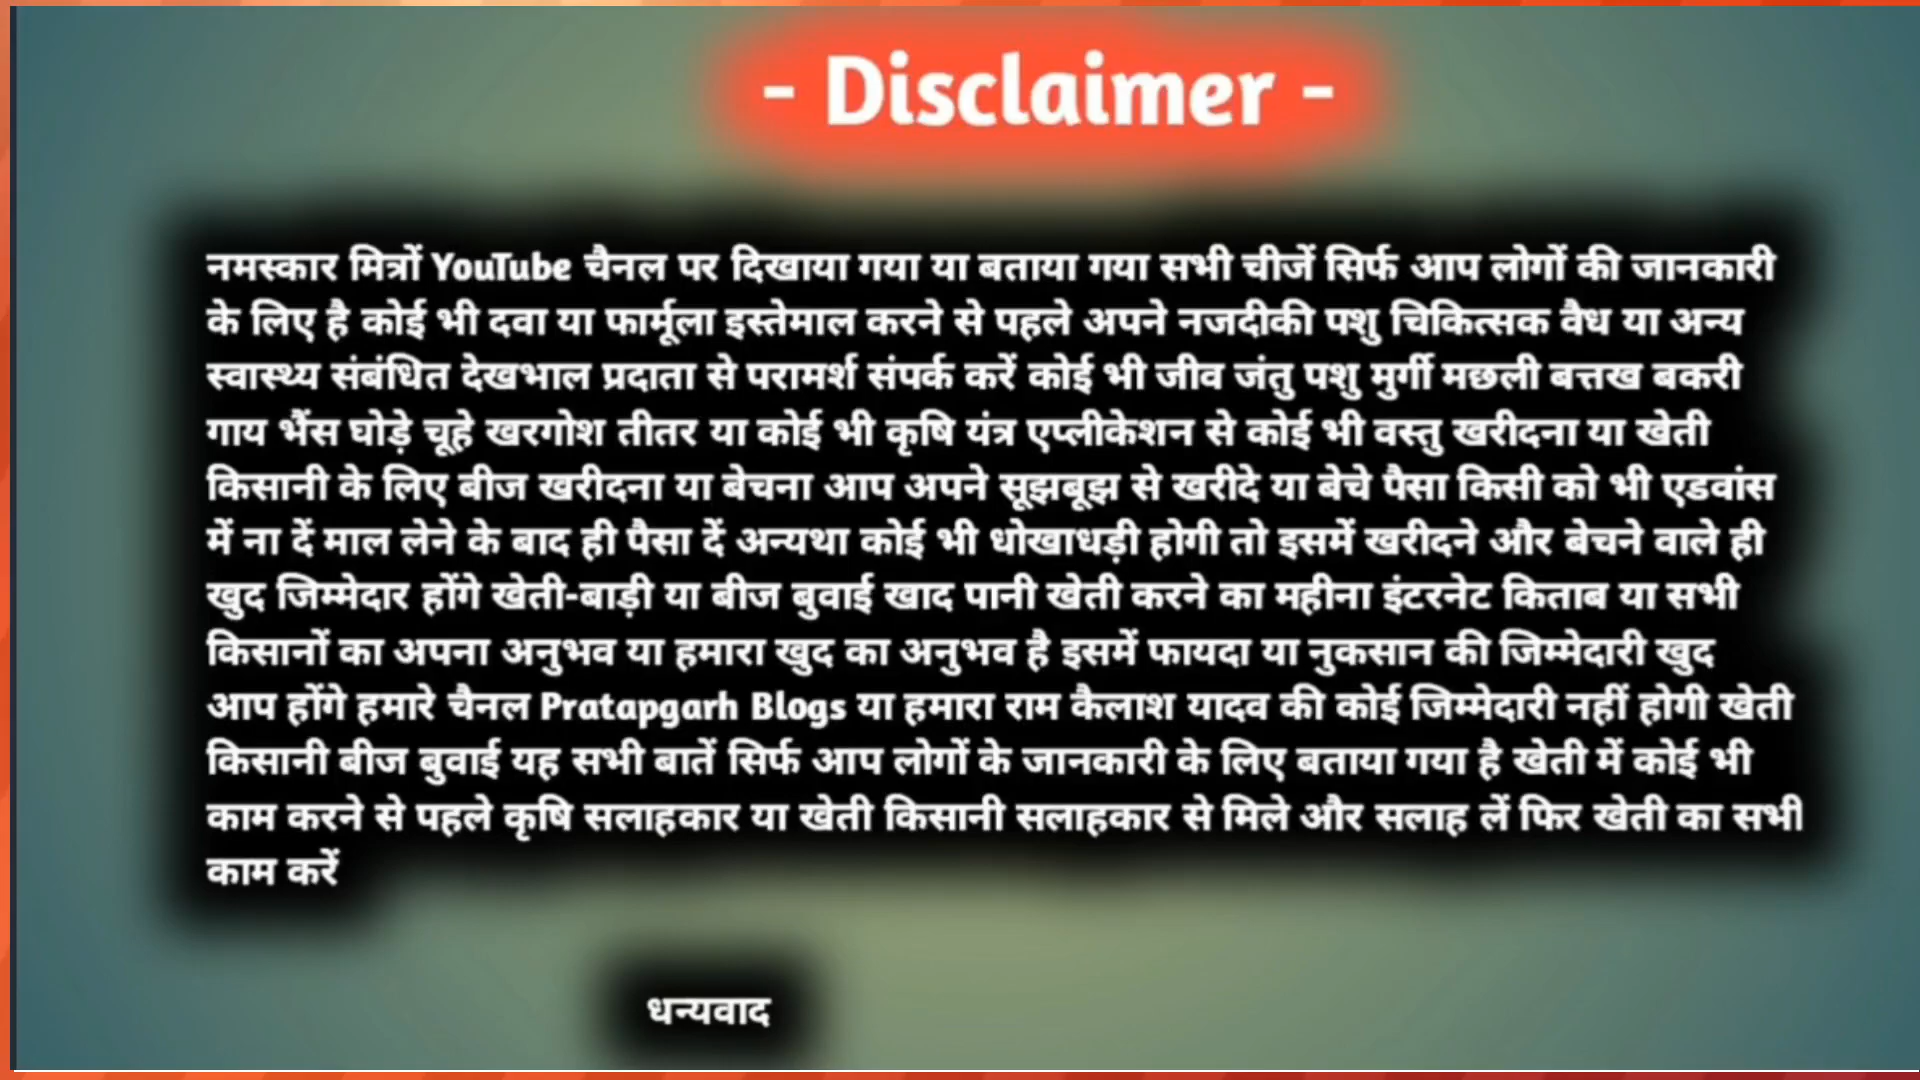 - Disclaimer -
नमस्कार मित्रों YouTube चैनल पर दिखाया गया या बताया गया सभी चीजें सिर्फ आप लोगों की जानकारी
के लिए है कोई भी दवा या फार्मूला इस्तेमाल करने से पहले अपने नजदीकी पशु चिकित्सक वैध या अन्य
स्वास्थ्य संबंधित देखभाल प्रदाता से परामर्श संपर्क करें कोई भी जीव जंतु पशु मुर्गी मछली बत्तख बकरी
गाय भैंस घोड़े चूहे खरगोश तीतर या कोई भी कृषि यंत्र एप्लीकेशन से कोई भी वस्तु खरीदना या खेती
किसानी के लिए बीज खरीदना या बेचना आप अपने सूझबूझ से खरीदे या बेचे पैसा किसी को भी एडवांस
में ना दें माल लेने के बाद ही पैसा दें अन्यथा कोई भी धोखाधड़ी होगी तो इसमें खरीदने और बेचने वाले ही
खुद जिम्मेदार होंगे खेती-बाड़ी या बीज बुवाई खाद पानी खेती करने का महीना इंटरनेट किताब या सभी
किसानों का अपना अनुभव या हमारा खुद का अनुभव है इसमें फायदा या नुकसान की जिम्मेदारी खुद
आप होंगे हमारे चैनल Pratapgarh Blogs या हमारा राम कैलाश यादव की कोई जिम्मेदारी नहीं होगी खेती
किसानी बीज बुवाई यह सभी बातें सिर्फ आप लोगों के जानकारी के लिए बताया गया है खेती में कोई भी
काम करने से पहले कृषि सलाहकार या खेती किसानी सलाहकार से मिले और सलाह लें फिर खेती का सभी
काम करें
धन्यवाद